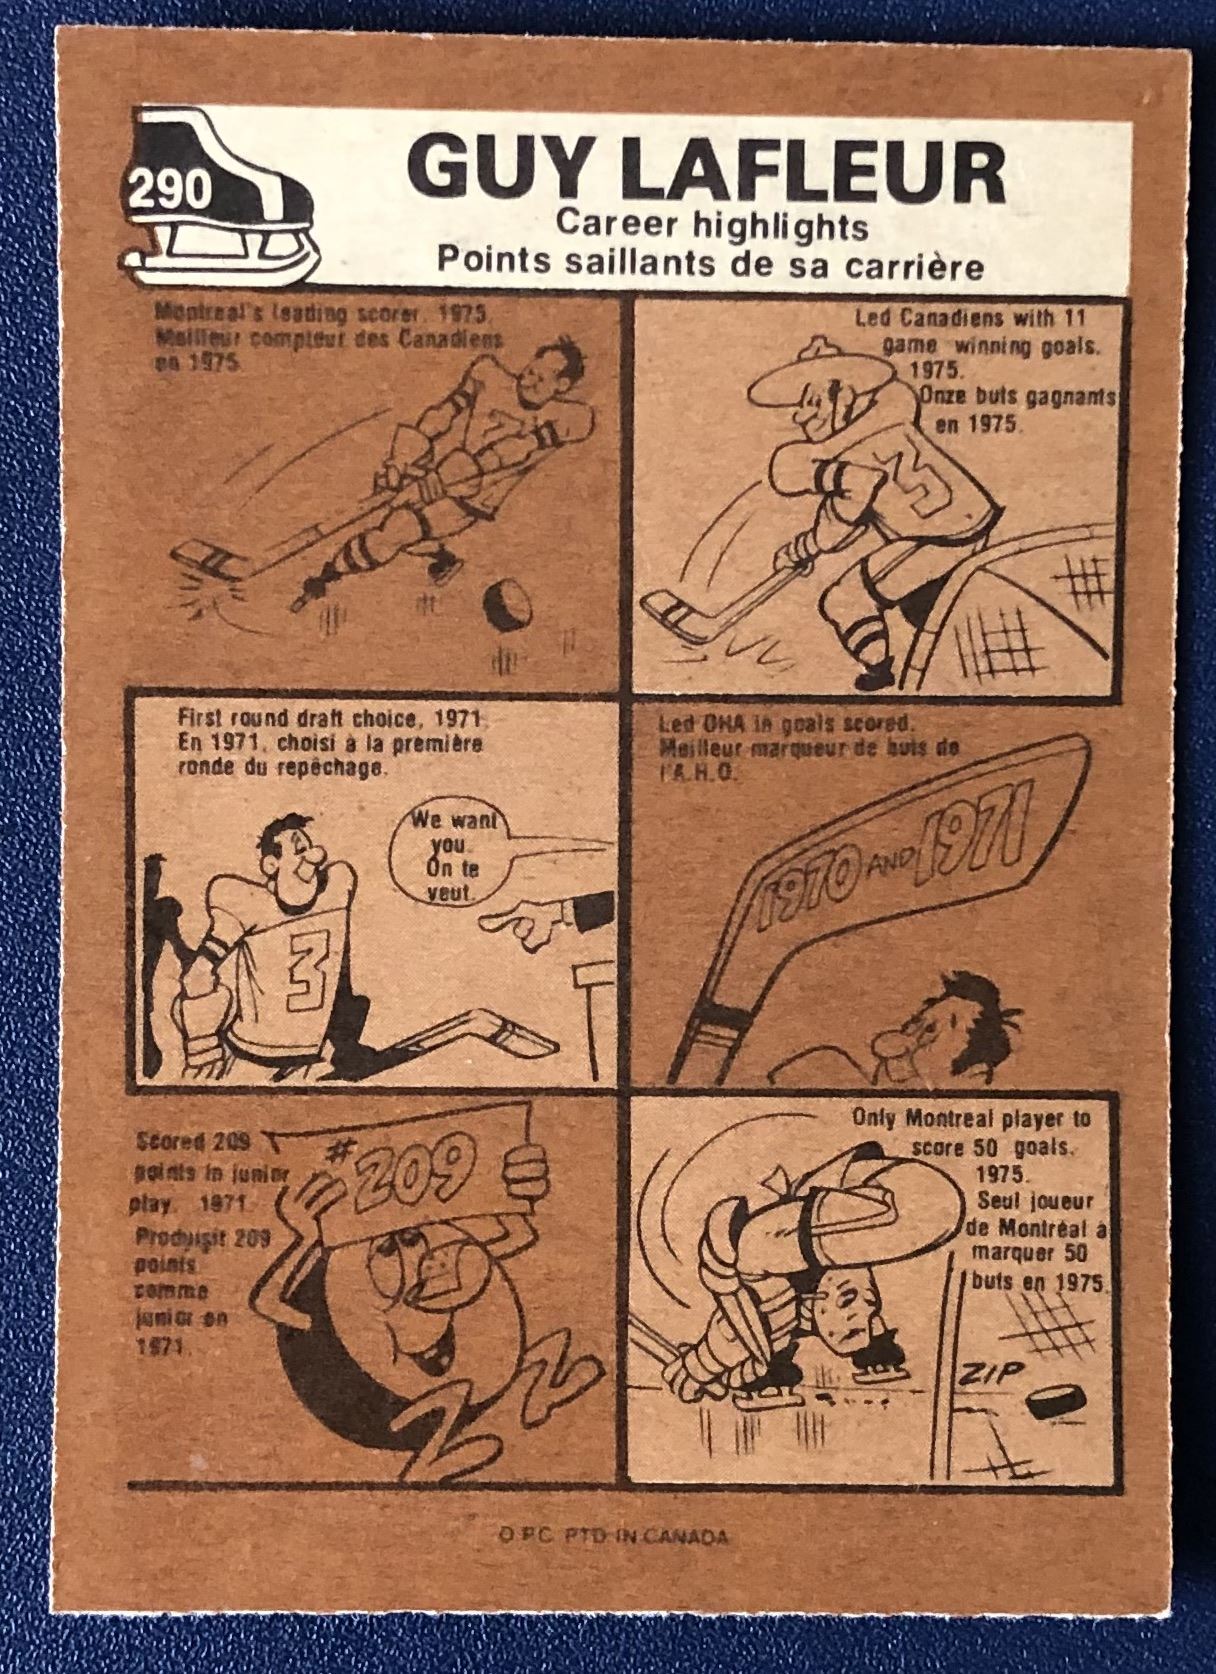 290
GUY LAFLEUR
Career highlights
Points saillants de sa carrière
Montreal's leading scorer, 1975.
Meilleur compteur des Canadiens
en 1975
Led Canadiens with 11
game winning goals.
1975.
Onze buts gagnants
en 1975.
5
First round draft choice, 1971.
En 1971, choisi à la première
ronde du repêchage.
We want
you.
On te
veut.
3
Led OHA in goals scored.
Meilleur marqueur de buts de
l'A.H.O.
1970 AND 1971
Scored 209
points in junior
play, 1971.
Produisit 209
points
comme
junior en
1971.
#209
Only Montreal player to
score 50 goals.
1975.
Seul joueur
de Montréal à
marquer 50
buts en 1975.
ZIP
O.P.C. PTD. IN CANADA